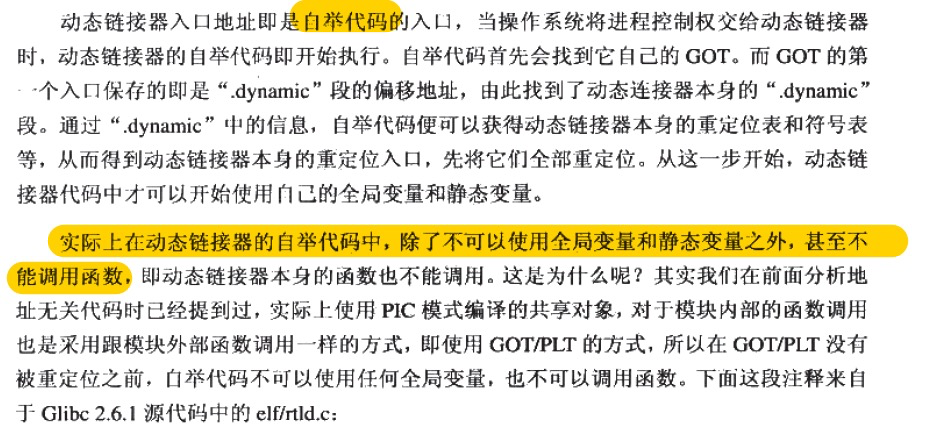 动态链接器入口地址即是自举代码的入口，当操作系统将进程控制权交给动态链接器
时，动态链接器的自举代码即开始执行。自举代码首先会找到它自己的 GOT。而 GOT 的第
一个入口保存的即是“.dynamic”段的偏移地址，由此找到了动态连接器本身的“.dynamic”
段。通过“.dynamic”中的信息，自举代码便可以获得动态链接器本身的重定位表和符号表
等，从而得到动态链接器本身的重定位入口，先将它们全部重定位。从这一步开始，动态链
接器代码中才可以开始使用自己的全局变量和静态变量。
实际上在动态链接器的自举代码中，除了不可以使用全局变量和静态变量之外，甚至不
能调用函数，即动态链接器本身的函数也不能调用。这是为什么呢？其实我们在前面分析地
址无关代码时已经提到过，实际上使用 PIC 模式编译的共享对象，对于模块内部的函数调用
也是采用跟模块外部函数调用一样的方式，即使用 GOT/PLT 的方式，所以在 GOT/PLT 没有
被重定位之前，自举代码不可以使用任何全局变量，也不可以调用函数。下面这段注释来自
于 Glibc 2.6.1 源代码中的 elf/rtld.c：